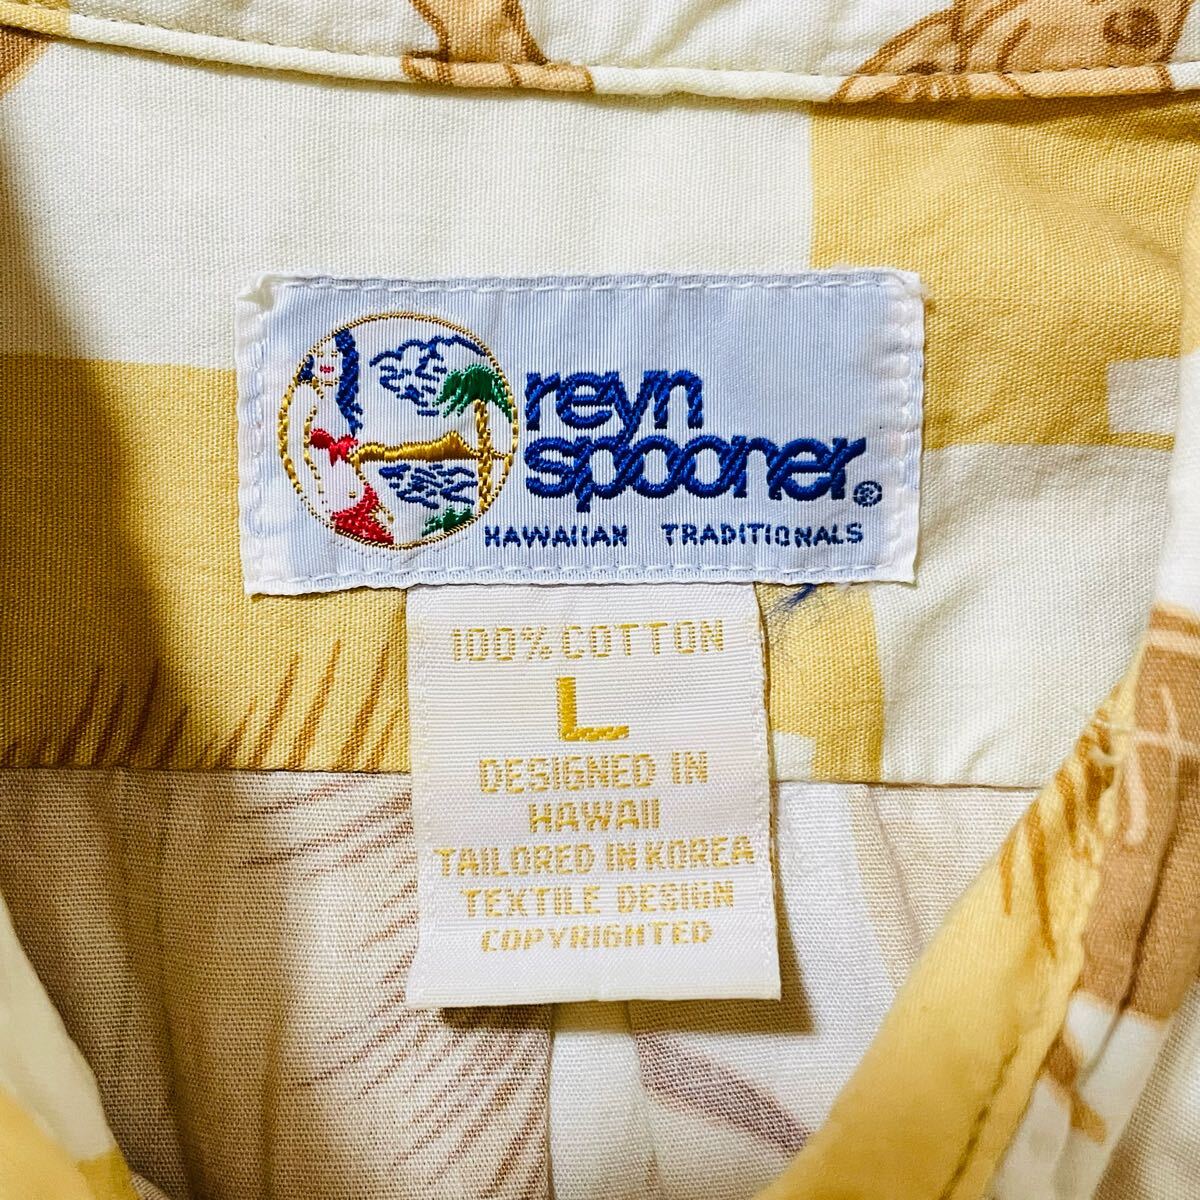 reyn
spooner®
HAWAIIAN TRADITIONALS
100% COTTON
L
DESIGNED IN
HAWAII
TAILORED IN KOREA
TEXTILE DESIGN
COPYRIGHTED